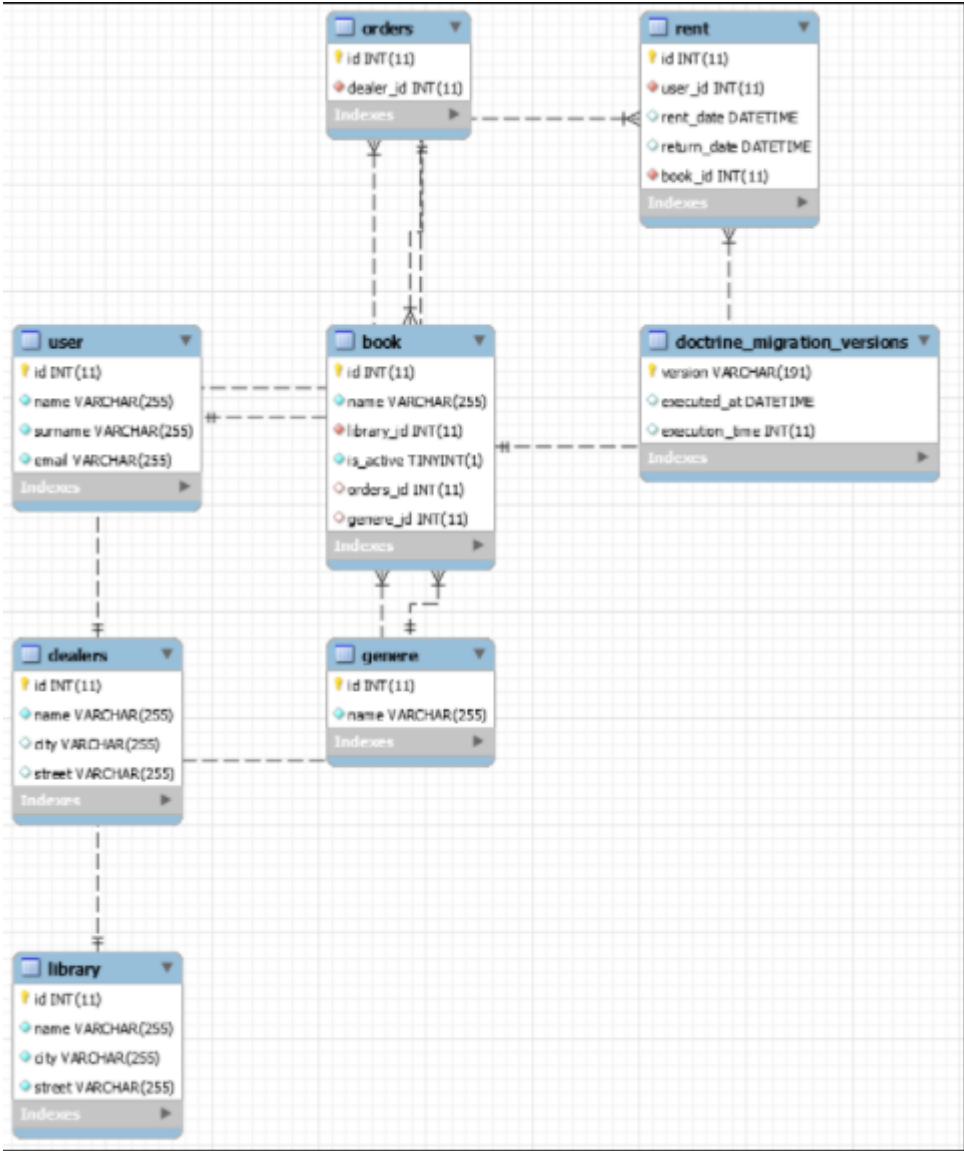 orders
id INT(11)
dealer_id INT(11)
Indexes
rent
id INT(11)
user_id INT(11)
rent_date DATETIME
return_date DATETIME
book_id INT(11)
Indexes
user
id INT(11)
name VARCHAR(255)
surname VARCHAR(255)
email VARCHAR(255)
Indexes
book
id INT(11)
name VARCHAR(255)
library_id INT(11)
is_active TINYINT(1)
orders_id INT(11)
genere_id INT(11)
Indexes
doctrine_migration_versions
version VARCHAR(191)
executed_at DATETIME
execution_time INT(11)
Indexes
dealers
id INT(11)
name VARCHAR(255)
city VARCHAR(255)
street VARCHAR(255)
Indexes
genere
id INT(11)
name VARCHAR(255)
Indexes
library
id INT(11)
name VARCHAR(255)
city VARCHAR(255)
street VARCHAR(255)
Indexes